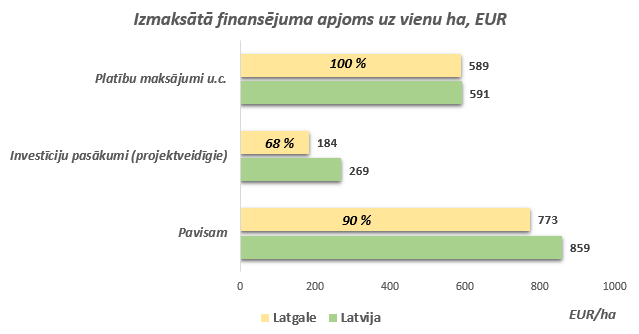 Izmaksātā finansējuma apjoms uz vienu ha, EUR
Platību maksājumi u.c.
100 %
589
591
Investīciju pasākumi (projektveidīgie)
68 %
184
269
Pavisam
90 %
773
859
0 200 400 600 800 1000
EUR/ha
Latgale Latvija